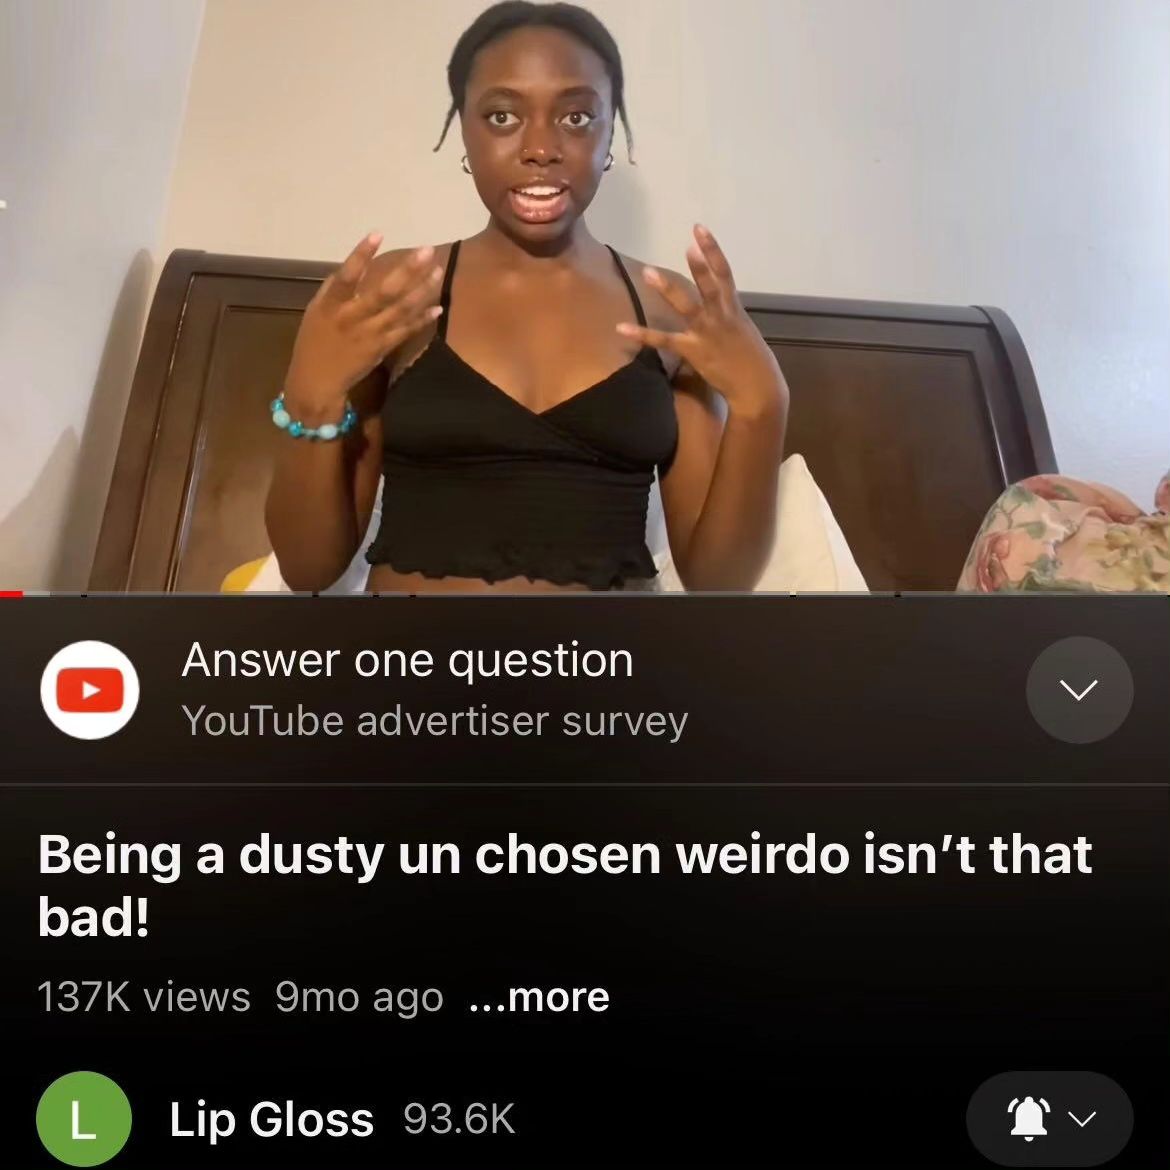 Answer one question
YouTube advertiser survey
Being a dusty un chosen weirdo isn't that
bad!
137K views 9mo ago ...more
L
Lip Gloss 93.6K